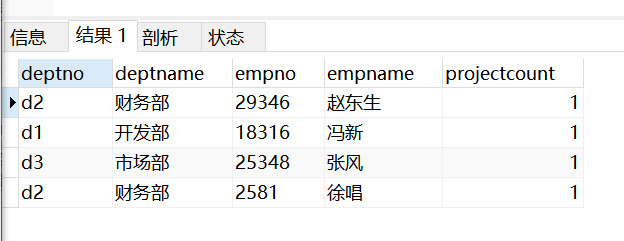 信息 结果 1 剖析 状态
deptno deptname empno empname projectcount
d2 财务部 29346 赵东生 1
d1 开发部 18316 冯新 1
d3 市场部 25348 张风 1
d2 财务部 2581 徐唱 1